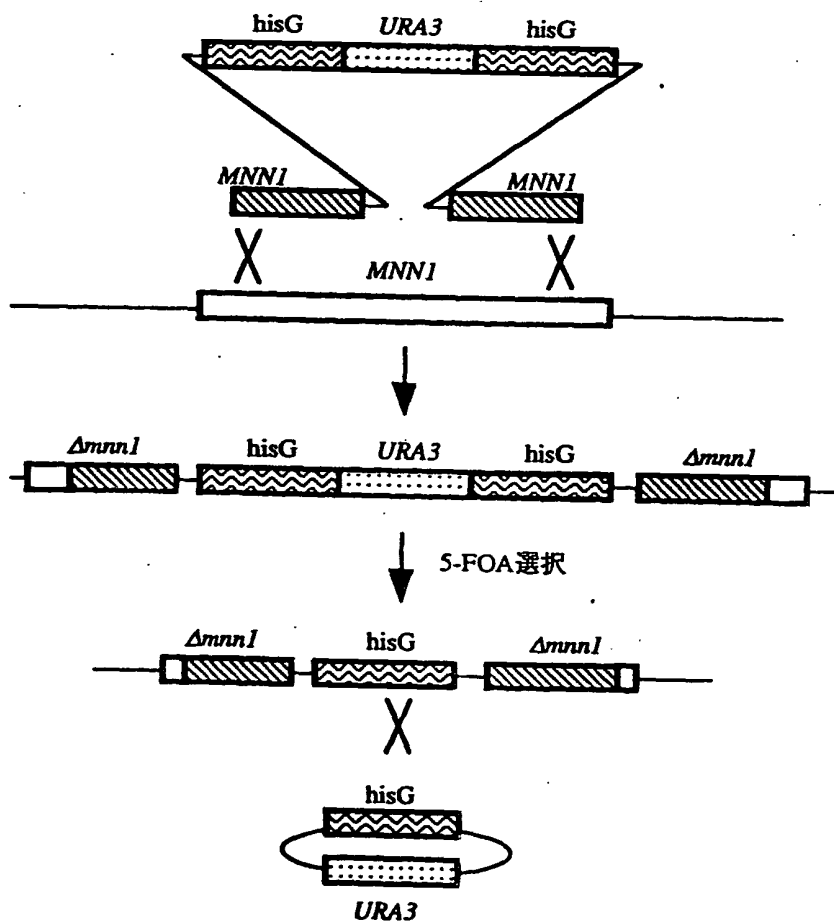 hisG URA3 hisG
MNN1 MNN1
MNN1
Δmnn1 hisG URA3 hisG Δmnn1
5-FOA選択
Δmnn1 hisG Δmnn1
hisG
URA3